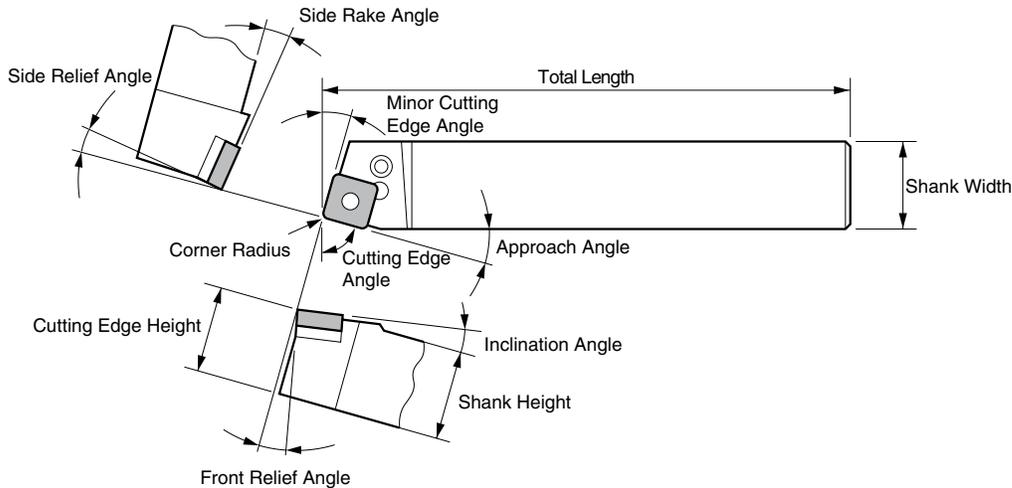 Side Rake Angle
Side Relief Angle
Total Length
Minor Cutting
Edge Angle
Shank Width
Corner Radius
Cutting Edge
Angle
Approach Angle
Cutting Edge Height
Inclination Angle
Shank Height
Front Relief Angle